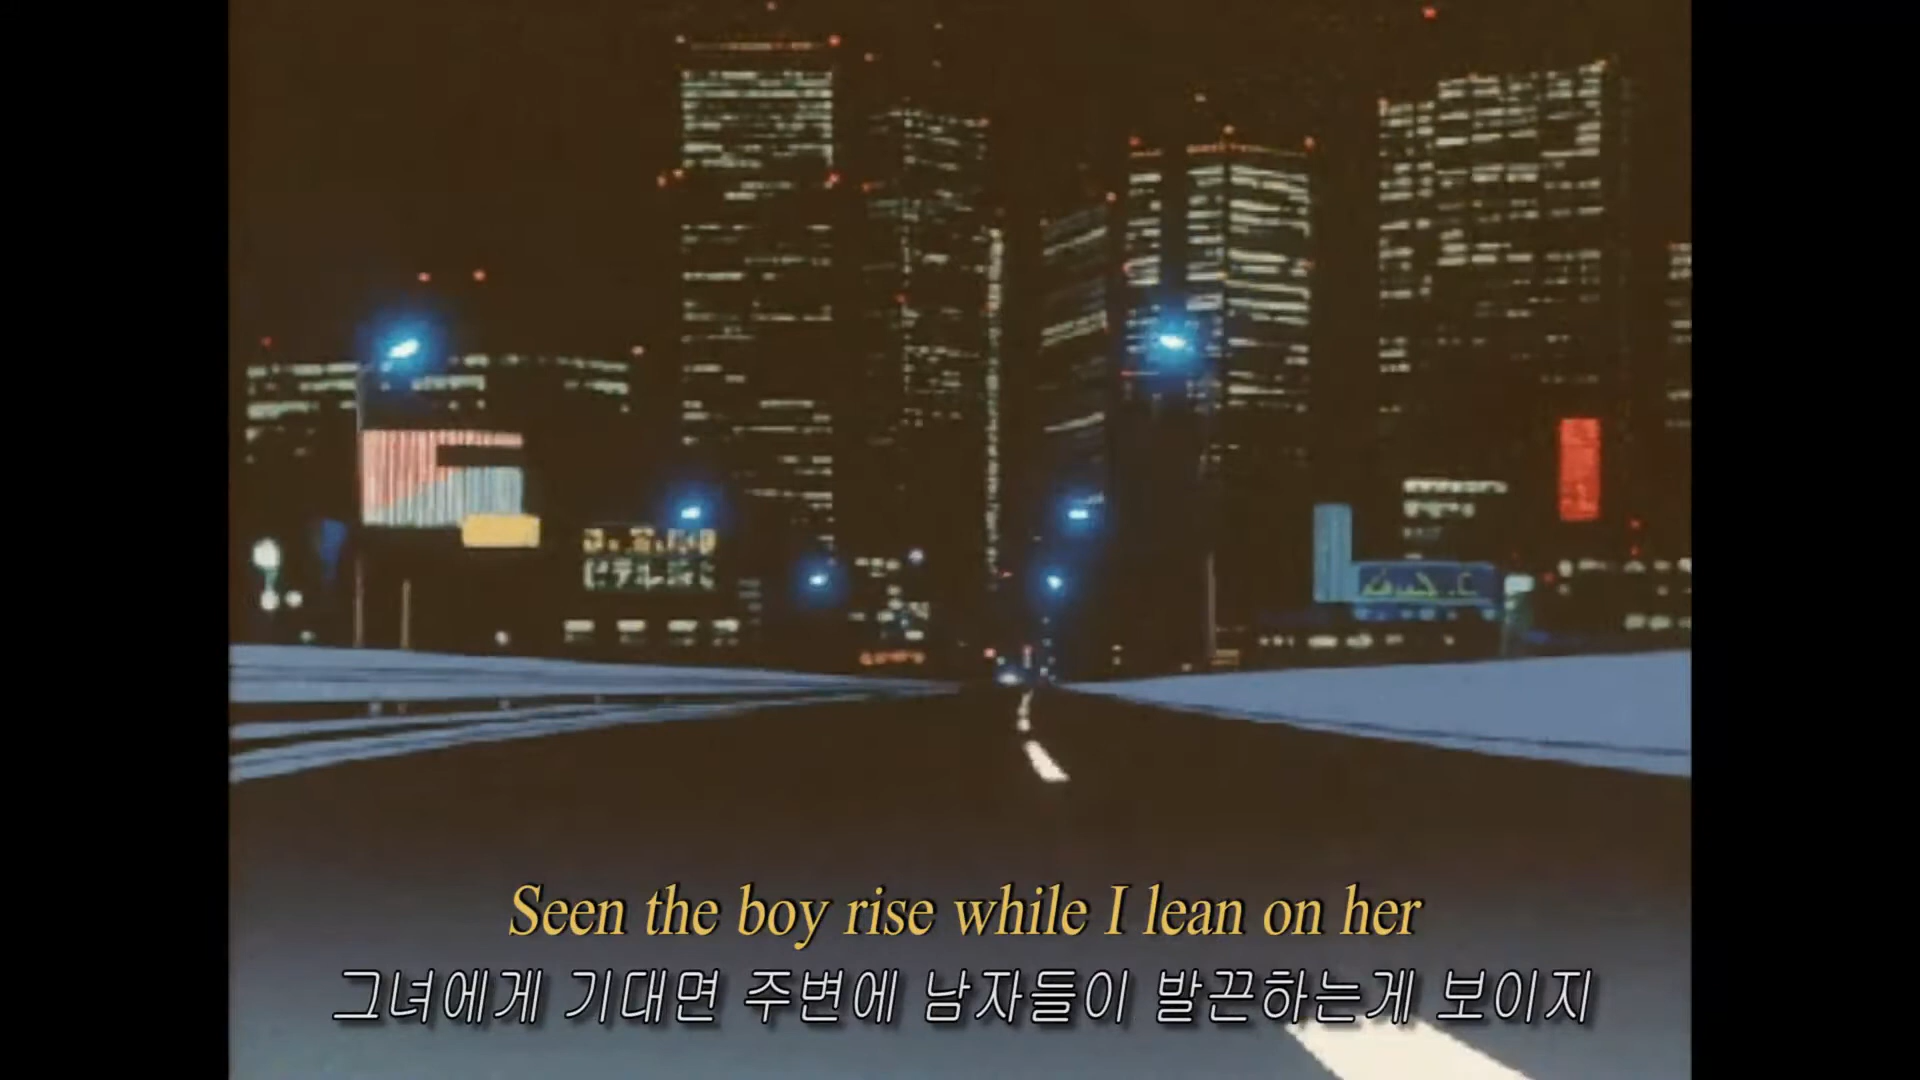 Seen the boy rise while I lean on her
그녀에게 기대면 주변에 남자들이 발끈하는게 보이지